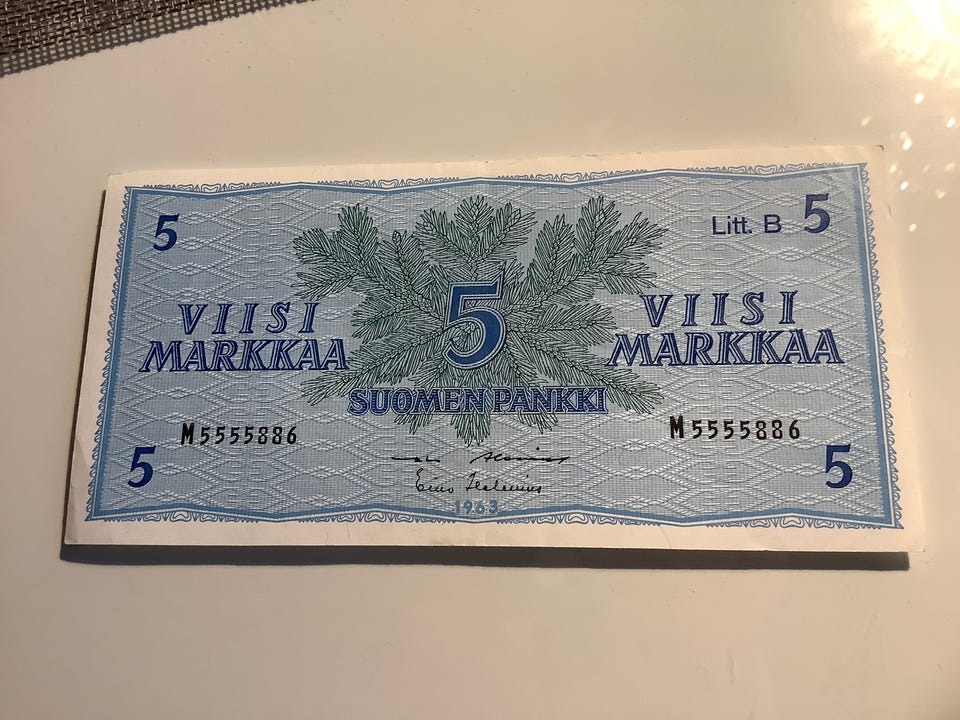 5
Litt. B 5
VIISI
MARKKAA
5
VIISI
MARKKAA
SUOMEN PANKKI
M5555886
M5555886
5
5
1963